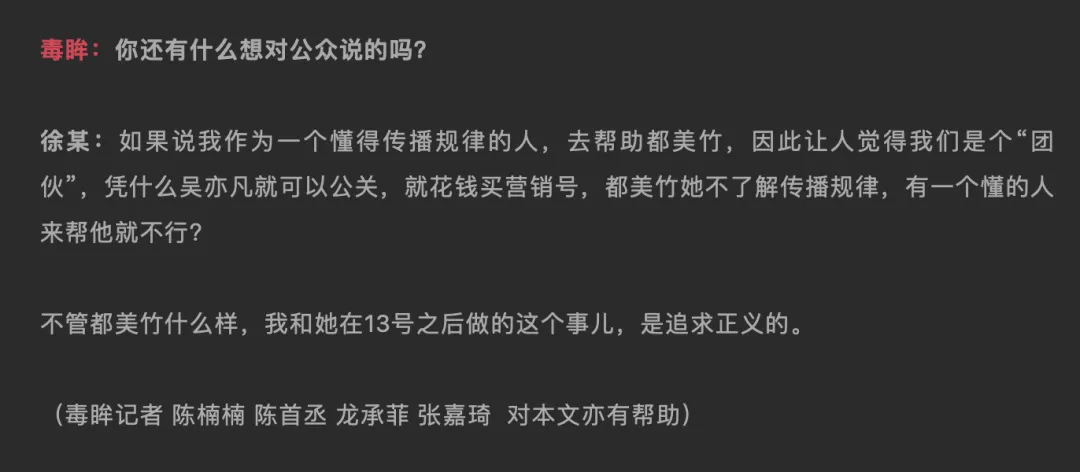 毒眸：你还有什么想对公众说的吗？
徐某：如果说我作为一个懂得传播规律的人，去帮助都美竹，因此让人觉得我们是个“团
伙”，凭什么吴亦凡就可以公关，就花钱买营销号，都美竹她不了解传播规律，有一个懂的人
来帮他就不行？
不管都美竹什么样，我和她在13号之后做的这个事儿，是追求正义的。
（毒眸记者 陈楠楠 陈首丞 龙承菲 张嘉琦 对本文亦有帮助）